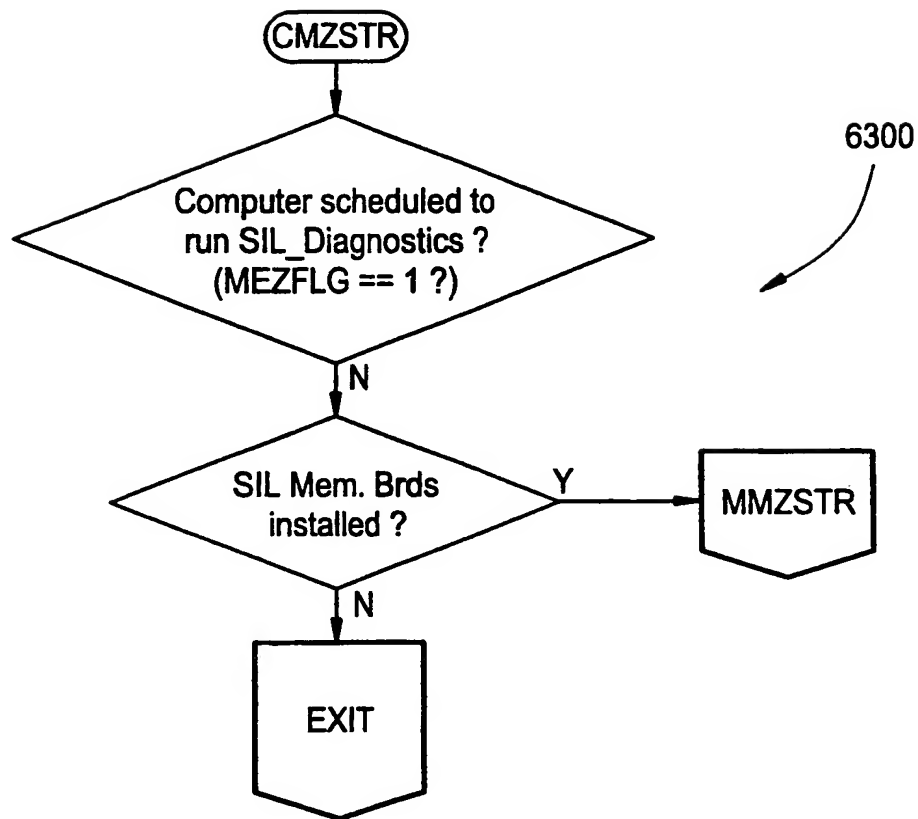 CMZSTR
6300
Computer scheduled to
run SIL_Diagnostics ?
(MEZFLG == 1 ?)
N
SIL Mem. Brds
installed ?
Y
MMZSTR
N
EXIT